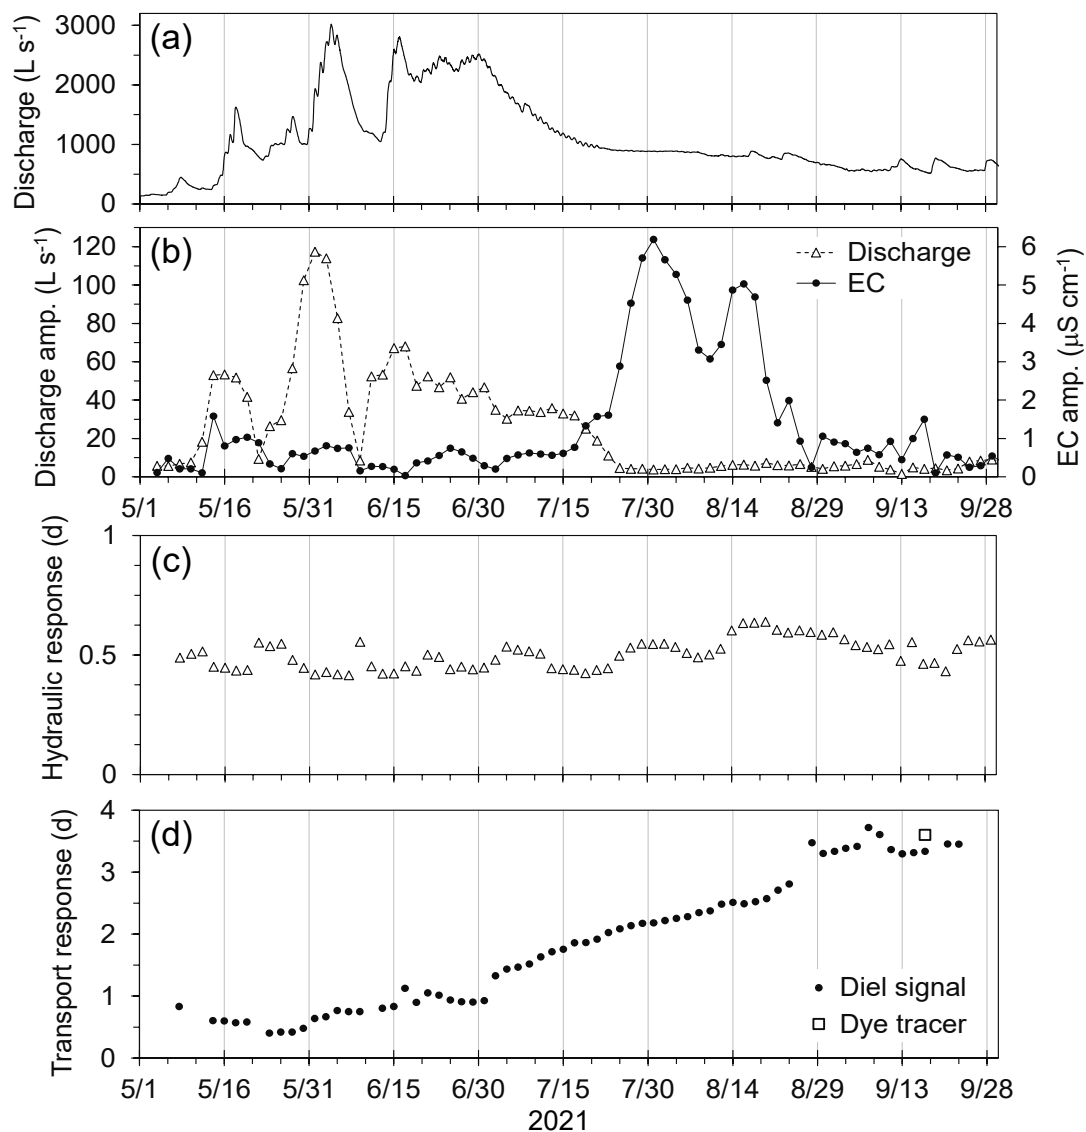 (a)
Discharge (L s-1)
3000
2000
1000
0
(b)
Discharge amp. (L s-1)
120
100
80
60
40
20
0
Discharge
EC
6
5
4
3
2
1
0
EC amp. (μS cm-1)
5/1 5/16 5/31 6/15 6/30 7/15 7/30 8/14 8/29 9/13 9/28
(c)
Hydraulic response (d)
1
0.5
0
(d)
Transport response (d)
4
3
2
1
0
Diel signal
Dye tracer
5/1 5/16 5/31 6/15 6/30 7/15 7/30 8/14 8/29 9/13 9/28
2021